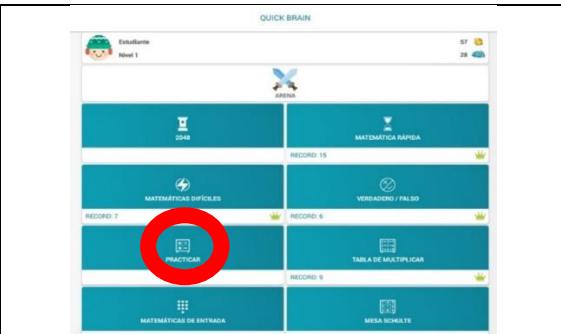 QUICK BRAIN
Estudiante 57
Nivel 1 28
ARENA
2048 MATEMÁTICA RÁPIDA
RECORD: 15
MATEMÁTICAS DIFÍCILES VERDADERO / FALSO
RECORD: 7 RECORD: 6
PRACTICAR TABLA DE MULTIPLICAR
RECORD: 9
MATEMÁTICAS DE ENTRADA MESA SCHULTE